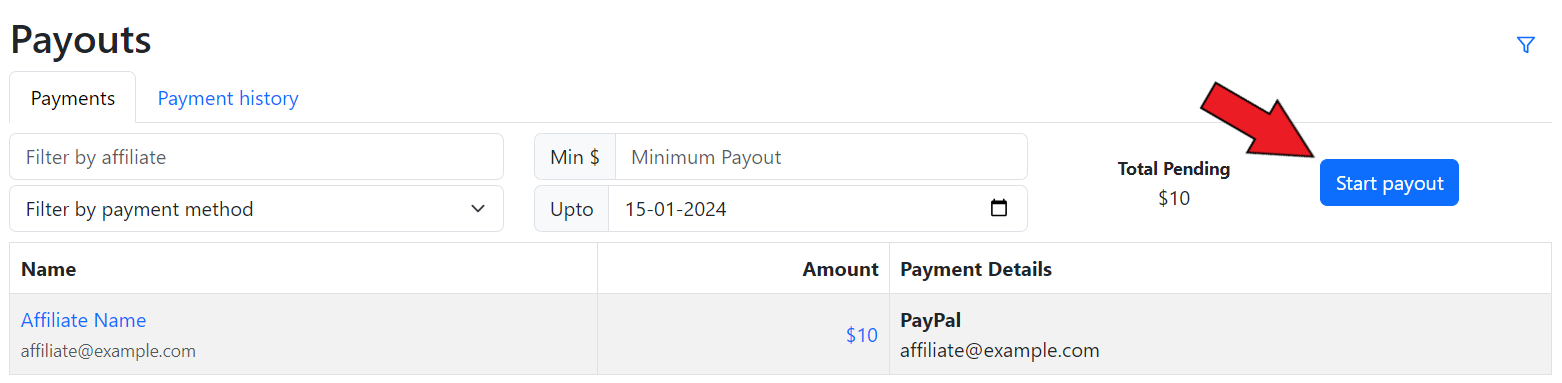 Payouts
Payments Payment history
Filter by affiliate Min $ Minimum Payout
Total Pending
Start payout
Filter by payment method Upto 15-01-2024 $10
Name Amount Payment Details
Affiliate Name $10 PayPal
affiliate@example.com affiliate@example.com